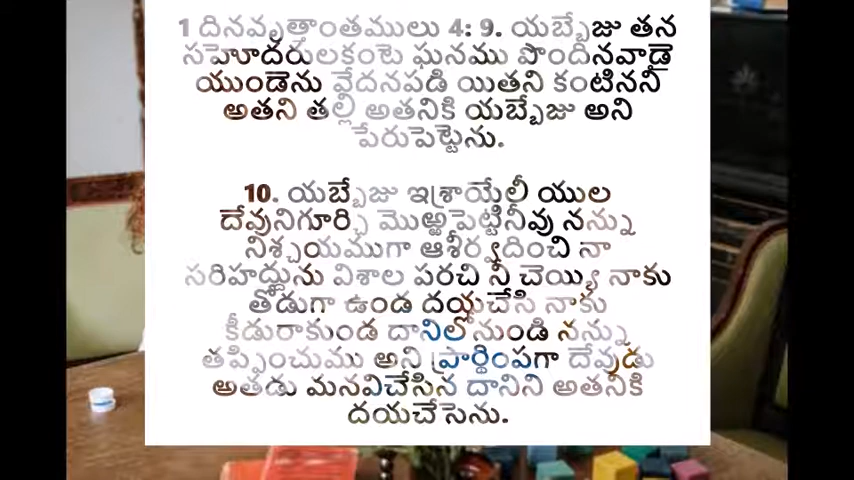 1 దినవృత్తాంతములు 4: 9. యబ్బేజు తన
సహోదరులకంటె ఘనము పొందినవాడై
యుండెను వేదనపడి యితని కంటినని
అతని తల్లి అతనికి యబ్బేజు అని
పేరుపెట్టెను.
10. యబ్బేజు ఇశ్రాయేలీ యుల
దేవునిగూర్చి మొఱ్ఱపెట్టినీవు నన్ను
నిశ్చయముగా ఆశీర్వదించి నా
సరిహద్దును విశాల పరచి నీ చెయ్యి నాకు
తోడుగా ఉండ దయచేసి నాకు
కీడురాకుండ దానిలోనుండి నన్ను
తప్పించుము అని ప్రార్థింపగా దేవుడు
అతడు మనవిచేసిన దానిని అతనికి
దయచేసెను.